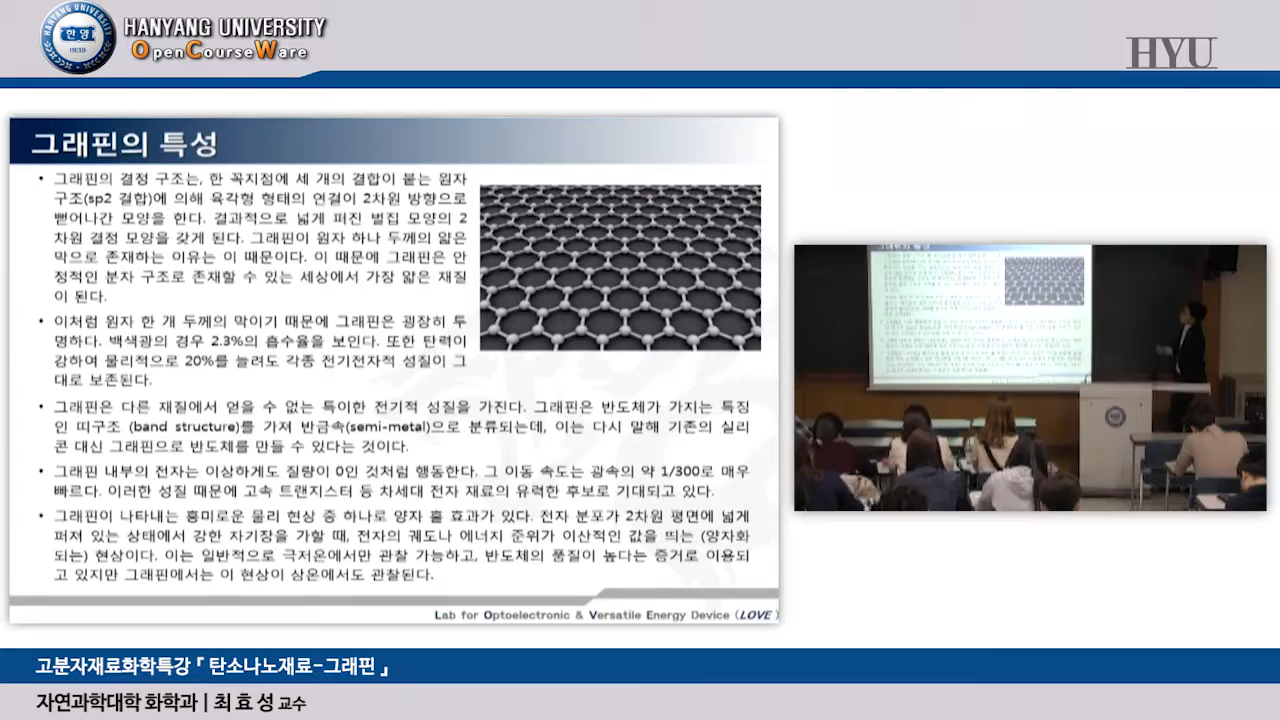 한양
1939
HANYANG UNIVERSITY
OpenCourseWare
HYU
그래핀의 특성
• 그래핀의 결정 구조는, 한 꼭지점에 세 개의 결합이 붙는 원자
구조(sp2 결합)에 의해 육각형 형태의 연결이 2차원 방향으로
뻗어나간 모양을 한다. 결과적으로 넓게 퍼진 벌집 모양의 2
차원 결정 모양을 갖게 된다. 그래핀이 원자 하나 두께의 얇은
막으로 존재하는 이유는 이 때문이다. 이 때문에 그래핀은 안
정적인 분자 구조로 존재할 수 있는 세상에서 가장 얇은 재질
이 된다.
• 이처럼 원자 한 개 두께의 막이기 때문에 그래핀은 굉장히 투
명하다. 백색광의 경우 2.3%의 흡수율을 보인다. 또한 탄력이
강하여 물리적으로 20%를 늘려도 각종 전기전자적 성질이 그
대로 보존된다.
• 그래핀은 다른 재질에서 얻을 수 없는 특이한 전기적 성질을 가진다. 그래핀은 반도체가 가지는 특징
인 띠구조 (band structure)를 가져 반금속(semi-metal)으로 분류되는데, 이는 다시 말해 기존의 실리
콘 대신 그래핀으로 반도체를 만들 수 있다는 것이다.
• 그래핀 내부의 전자는 이상하게도 질량이 0인 것처럼 행동한다. 그 이동 속도는 광속의 약 1/300로 매우
빠르다. 이러한 성질 때문에 고속 트랜지스터 등 차세대 전자 재료의 유력한 후보로 기대되고 있다.
• 그래핀이 나타내는 흥미로운 물리 현상 중 하나로 양자 홀 효과가 있다. 전자 분포가 2차원 평면에 넓게
퍼져 있는 상태에서 강한 자기장을 가할 때, 전자의 궤도나 에너지 준위가 이산적인 값을 띄는 (양자화
되는) 현상이다. 이는 일반적으로 극저온에서만 관찰 가능하고, 반도체의 품질이 높다는 증거로 이용되
고 있지만 그래핀에서는 이 현상이 상온에서도 관찰된다.
Lab for Optoelectronic & Versatile Energy Device (LOVE)
고분자재료화학특강『 탄소나노재료-그래핀 』
자연과학대학 화학과 | 최 효 성 교수